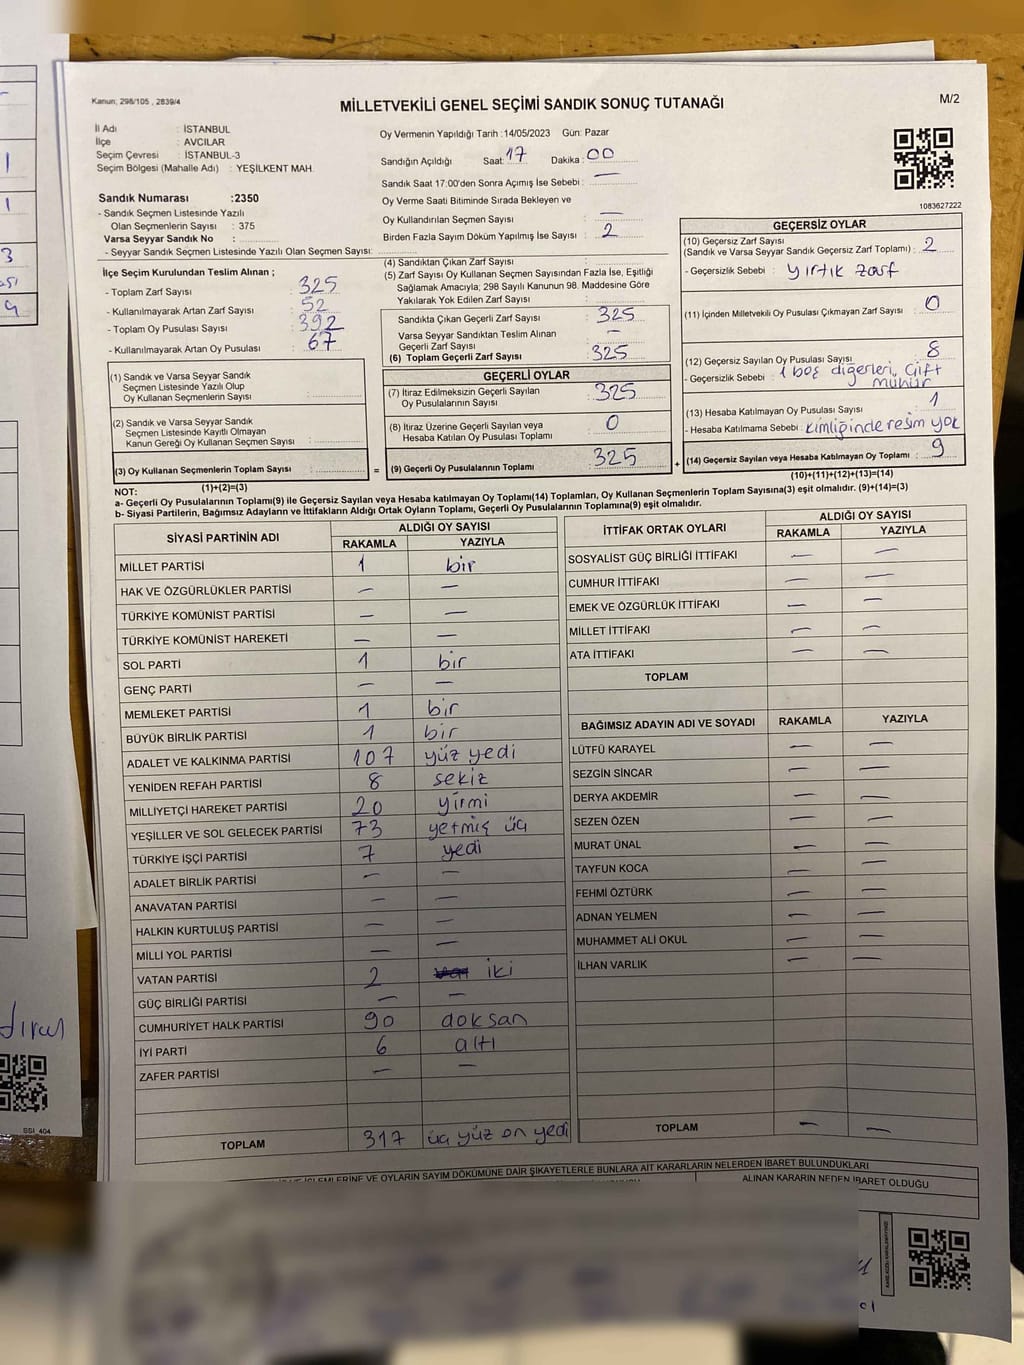 Kanun; 298/105 , 2839/4
MİLLETVEKİLİ GENEL SEÇİMİ SANDIK SONUÇ TUTANAĞI
M/2
İl Adı : İSTANBUL
İlçe : AVCILAR
Seçim Çevresi : İSTANBUL-3
Seçim Bölgesi (Mahalle Adı) : YEŞİLKENT MAH.
Oy Vermenin Yapıldığı Tarih :14/05/2023 Gün: Pazar
Sandığın Açıldığı Saat: 17 Dakika : 00
Sandık Saat 17:00'den Sonra Açılmış İse Sebebi : —
Oy Verme Saati Bitiminde Sırada Bekleyen ve
Oy Kullandırılan Seçmen Sayısı : —
Birden Fazla Sayım Döküm Yapılmış İse Sayısı : 2
1083627222
Sandık Numarası :2350
- Sandık Seçmen Listesinde Yazılı
Olan Seçmenlerin Sayısı : 375
Varsa Seyyar Sandık No :
- Seyyar Sandık Seçmen Listesinde Yazılı Olan Seçmen Sayısı:
İlçe Seçim Kurulundan Teslim Alınan ;
- Toplam Zarf Sayısı : 325
- Kullanılmayarak Artan Zarf Sayısı : 52
- Toplam Oy Pusulası Sayısı : 392
- Kullanılmayarak Artan Oy Pusulası : 67
(1) Sandık ve Varsa Seyyar Sandık
Seçmen Listesinde Yazılı Olup
Oy Kullanan Seçmenlerin Sayısı :
(2) Sandık ve Varsa Seyyar Sandık
Seçmen Listesinde Kayıtlı Olmayan
Kanun Gereği Oy Kullanan Seçmen Sayısı :
(3) Oy Kullanan Seçmenlerin Toplam Sayısı :
(1)+(2)=(3)
(4) Sandıktan Çıkan Zarf Sayısı :
(5) Zarf Sayısı Oy Kullanan Seçmen Sayısından Fazla İse, Eşitliği
Sağlamak Amacıyla; 298 Sayılı Kanunun 98. Maddesine Göre
Yakılarak Yok Edilen Zarf Sayısı :
Sandıkta Çıkan Geçerli Zarf Sayısı : 325
Varsa Seyyar Sandıktan Teslim Alınan
Geçerli Zarf Sayısı : —
(6) Toplam Geçerli Zarf Sayısı : 325
GEÇERLİ OYLAR
(7) İtiraz Edilmeksizin Geçerli Sayılan
Oy Pusulalarının Sayısı : 325
(8) İtiraz Üzerine Geçerli Sayılan veya
Hesaba Katılan Oy Pusulası Toplamı : 0
= (9) Geçerli Oy Pusulalarının Toplamı : 325 +
GEÇERSİZ OYLAR
(10) Geçersiz Zarf Sayısı
(Sandık ve Varsa Seyyar Sandık Geçersiz Zarf Toplamı) : 2
- Geçersizlik Sebebi : yırtık zarf
(11) İçinden Milletvekili Oy Pusulası Çıkmayan Zarf Sayısı : 0
(12) Geçersiz Sayılan Oy Pusulası Sayısı : 8
- Geçersizlik Sebebi : 1 boş diğerleri, çift
mühür
(13) Hesaba Katılmayan Oy Pusulası Sayısı : 1
- Hesaba Katılmama Sebebi : kimliğinde resim yok
(14) Geçersiz Sayılan veya Hesaba Katılmayan Oy Toplamı : 9
(10)+(11)+(12)+(13)=(14)
NOT:
a- Geçerli Oy Pusulalarının Toplamı(9) ile Geçersiz Sayılan veya Hesaba katılmayan Oy Toplamı(14) Toplamları, Oy Kullanan Seçmenlerin Toplam Sayısına(3) eşit olmalıdır. (9)+(14)=(3)
b- Siyasi Partilerin, Bağımsız Adayların ve İttifakların Aldığı Ortak Oyların Toplamı, Geçerli Oy Pusulalarının Toplamına(9) eşit olmalıdır.
SİYASİ PARTİNİN ADI ALDIĞI OY SAYISI
RAKAMLA YAZIYLA
MİLLET PARTİSİ 1 bir
HAK VE ÖZGÜRLÜKLER PARTİSİ — —
TÜRKİYE KOMÜNİST PARTİSİ — —
TÜRKİYE KOMÜNİST HAREKETİ — —
SOL PARTİ 1 bir
GENÇ PARTİ — —
MEMLEKET PARTİSİ 1 bir
BÜYÜK BİRLİK PARTİSİ 1 bir
ADALET VE KALKINMA PARTİSİ 107 yüz yedi
YENİDEN REFAH PARTİSİ 8 sekiz
MİLLİYETÇİ HAREKET PARTİSİ 20 yirmi
YEŞİLLER VE SOL GELECEK PARTİSİ 73 yetmiş üç
TÜRKİYE İŞÇİ PARTİSİ 7 yedi
ADALET BİRLİK PARTİSİ — —
ANAVATAN PARTİSİ — —
HALKIN KURTULUŞ PARTİSİ — —
MİLLİ YOL PARTİSİ — —
VATAN PARTİSİ 2 iki
GÜÇ BİRLİĞİ PARTİSİ — —
CUMHURİYET HALK PARTİSİ 90 doksan
İYİ PARTİ 6 altı
ZAFER PARTİSİ — —
TOPLAM 317 üç yüz on yedi
İTTİFAK ORTAK OYLARI ALDIĞI OY SAYISI
RAKAMLA YAZIYLA
SOSYALİST GÜÇ BİRLİĞİ İTTİFAKI — —
CUMHUR İTTİFAKI — —
EMEK VE ÖZGÜRLÜK İTTİFAKI — —
MİLLET İTTİFAKI — —
ATA İTTİFAKI — —
TOPLAM
BAĞIMSIZ ADAYIN ADI VE SOYADI RAKAMLA YAZIYLA
LÜTFÜ KARAYEL — —
SEZGİN SİNCAR — —
DERYA AKDEMİR — —
SEZEN ÖZEN — —
MURAT ÜNAL — —
TAYFUN KOCA — —
FEHMİ ÖZTÜRK — —
ADNAN YELMEN — —
MUHAMMET ALİ OKUL — —
İLHAN VARLIK — —
TOPLAM — —
İŞLEMLERİNE VE OYLARIN SAYIM DÖKÜMÜNE DAİR ŞİKAYETLERLE BUNLARA AİT KARARLARIN NELERDEN İBARET BULUNDUKLARI
ALINAN KARARIN NEDEN İBARET OLDUĞU